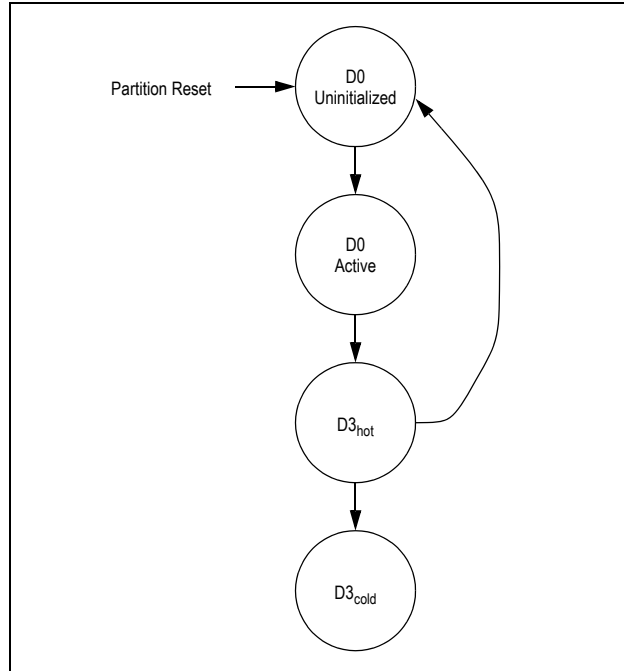 Partition Reset
D0
Uninitialized
D0
Active
D3hot
D3cold